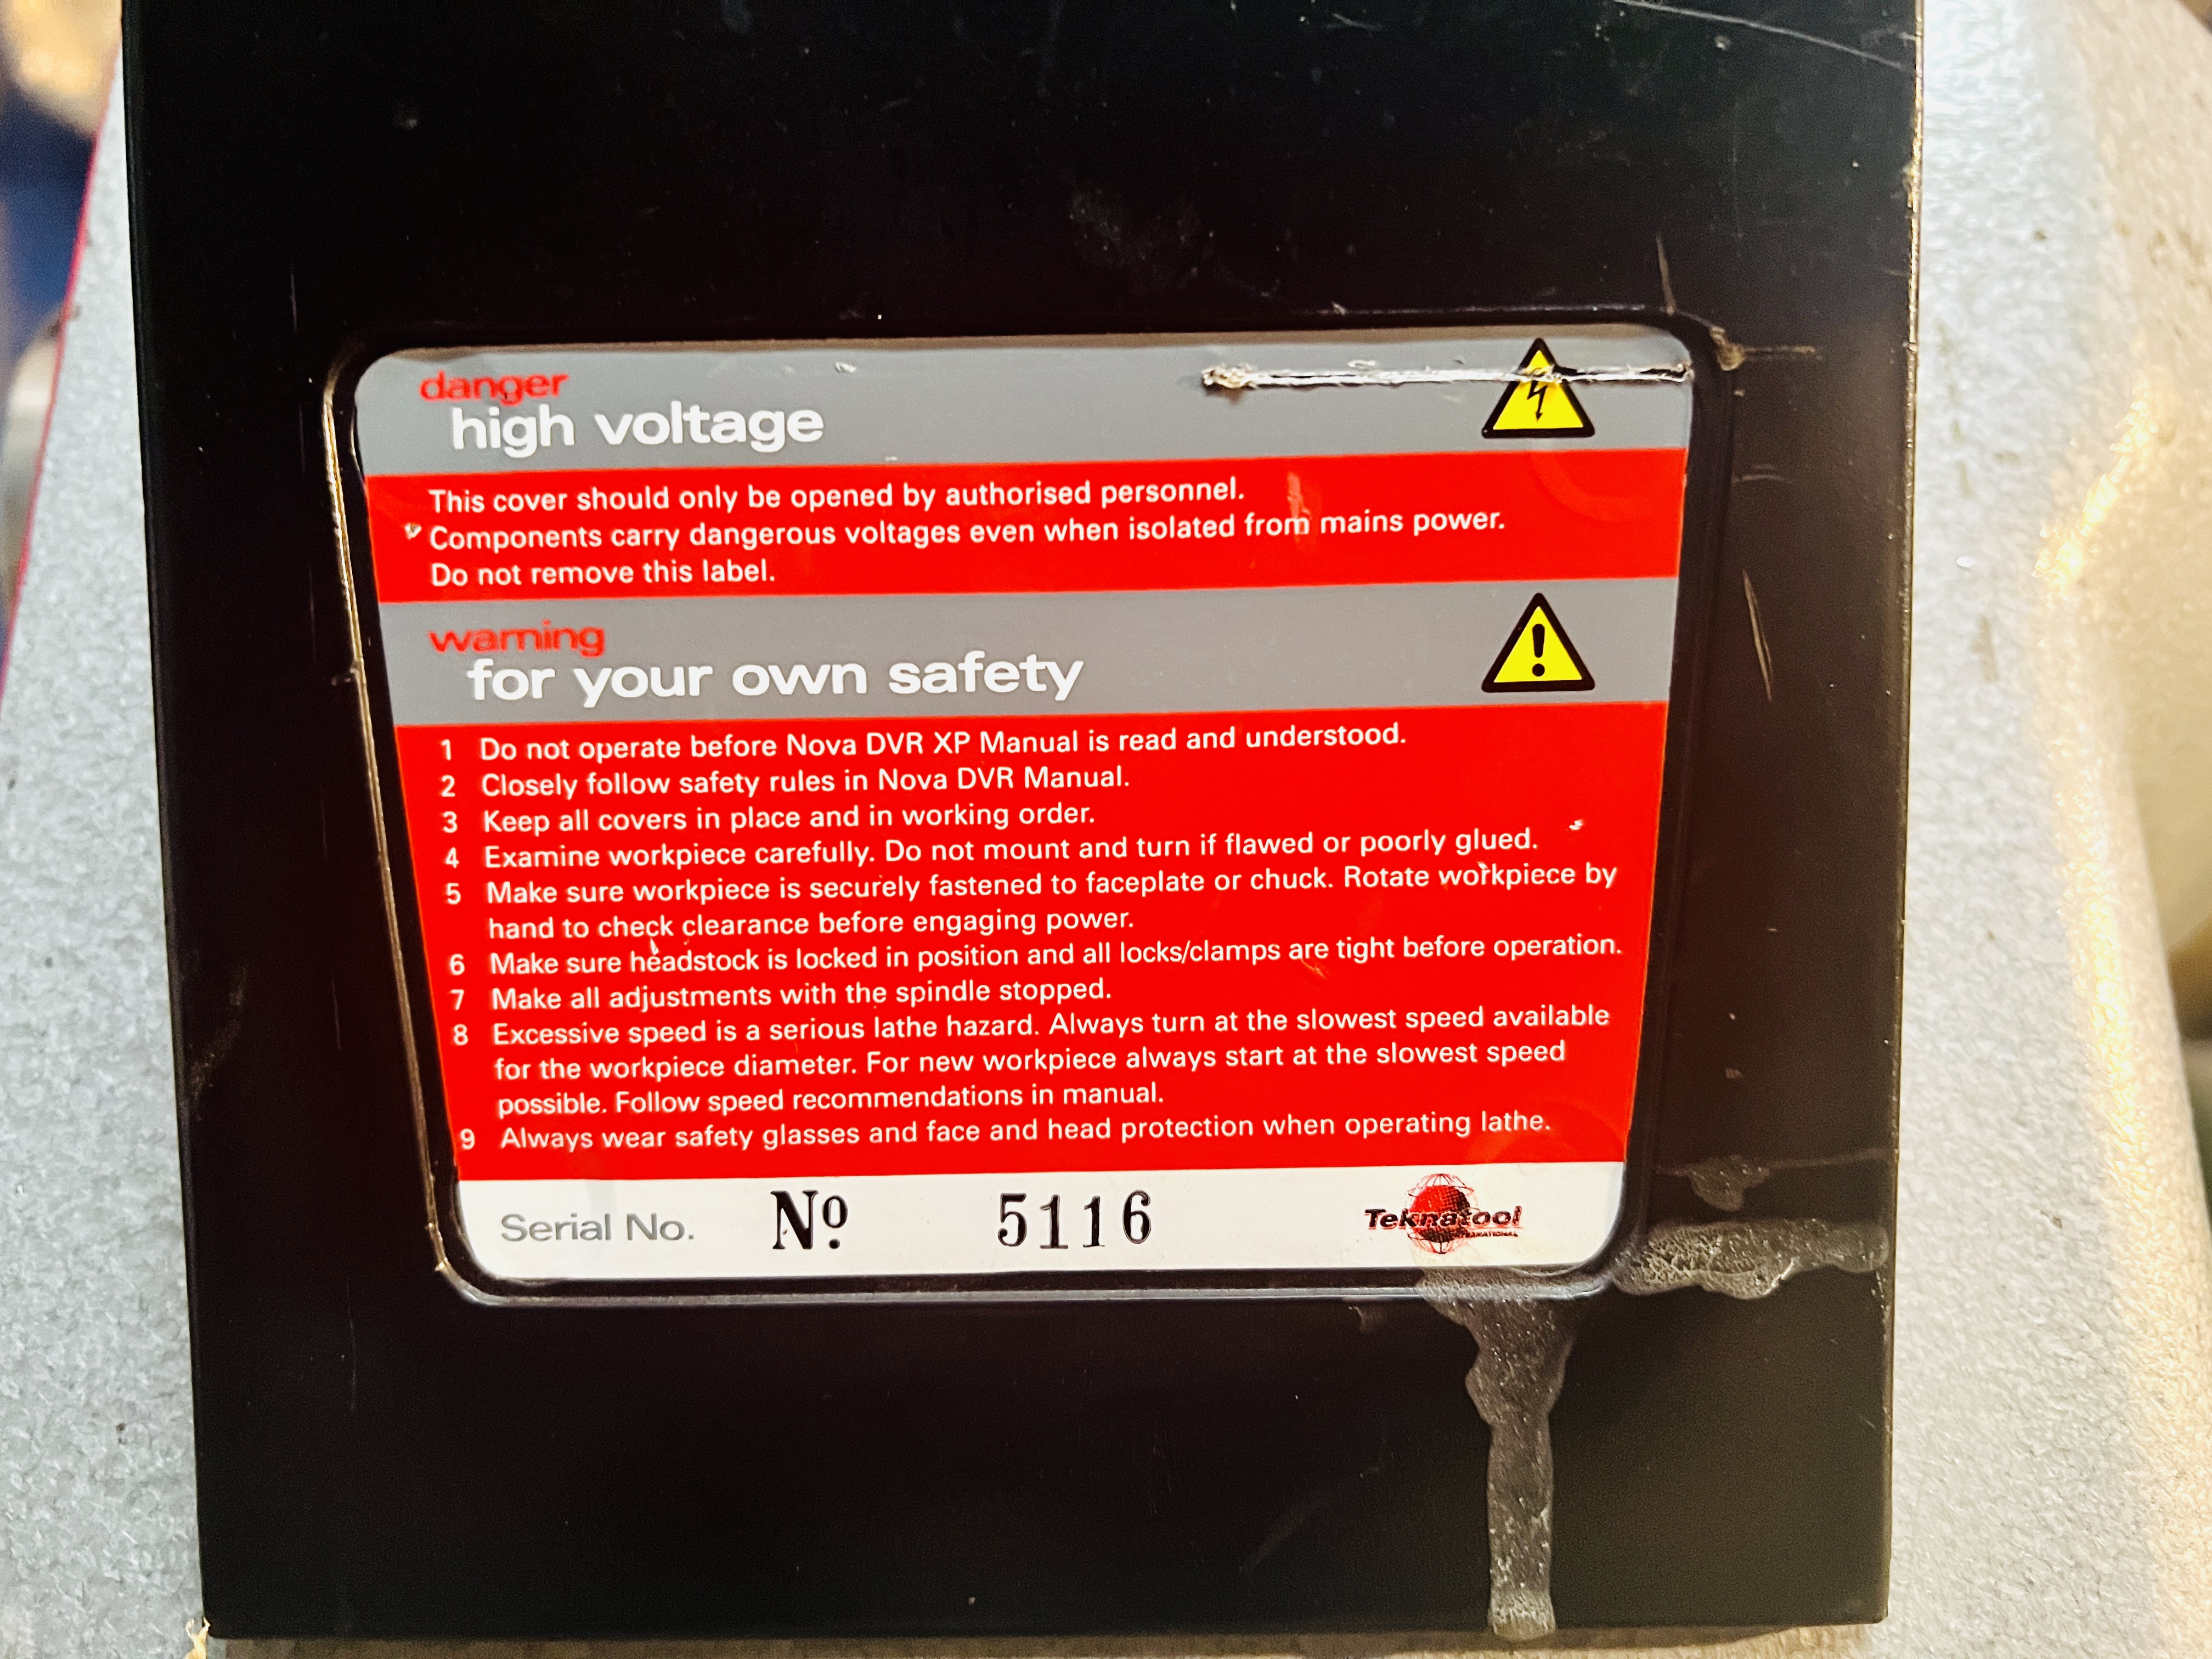 danger
high voltage
This cover should only be opened by authorised personnel.
Components carry dangerous voltages even when isolated from mains power.
Do not remove this label.
warning
for your own safety
1 Do not operate before Nova DVR XP Manual is read and understood.
2 Closely follow safety rules in Nova DVR Manual.
3 Keep all covers in place and in working order.
4 Examine workpiece carefully. Do not mount and turn if flawed or poorly glued.
5 Make sure workpiece is securely fastened to faceplate or chuck. Rotate workpiece by
hand to check clearance before engaging power.
6 Make sure headstock is locked in position and all locks/clamps are tight before operation.
7 Make all adjustments with the spindle stopped.
8 Excessive speed is a serious lathe hazard. Always turn at the slowest speed available
for the workpiece diameter. For new workpiece always start at the slowest speed
possible. Follow speed recommendations in manual.
9 Always wear safety glasses and face and head protection when operating lathe.
Serial No. Nº 5116 Teknatool
INTERNATIONAL